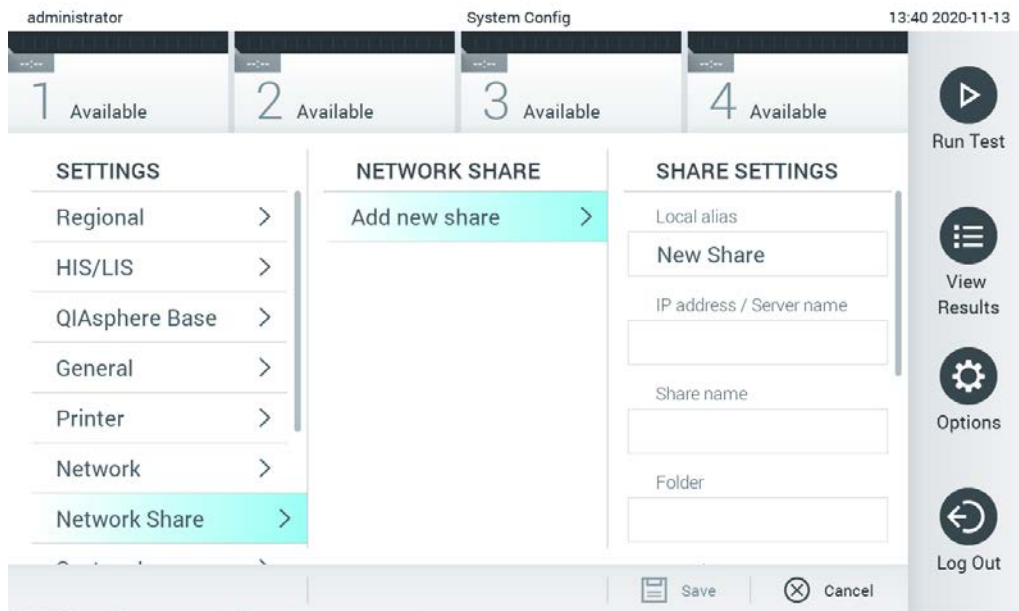 administrator System Config 13:40 2020-11-13
--:-- --:-- --:-- --:--
1 Available 2 Available 3 Available 4 Available
Run Test
SETTINGS
Regional
HIS/LIS
QIAsphere Base
General
Printer
Network
Network Share
NETWORK SHARE
Add new share
SHARE SETTINGS
Local alias
New Share
IP address / Server name
Share name
Folder
View
Results
Options
Log Out
Save Cancel